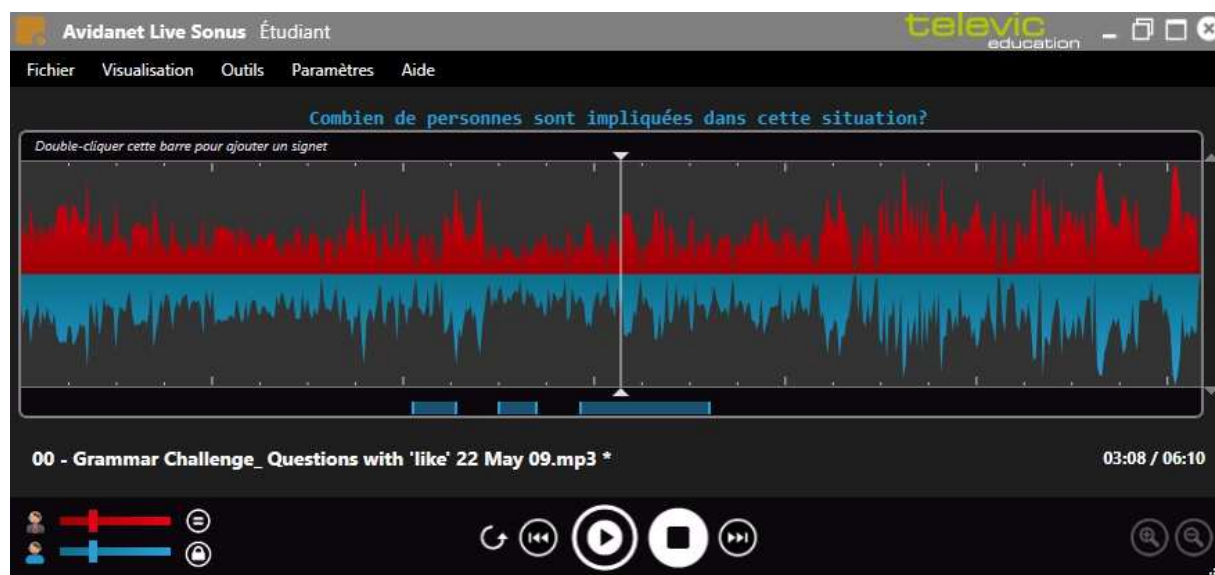 Avidanet Live Sonus Étudiant
televic
education
Fichier Visualisation Outils Paramètres Aide
Combien de personnes sont impliquées dans cette situation?
Double-cliquer cette barre pour ajouter un signet
00 - Grammar Challenge_ Questions with 'like' 22 May 09.mp3 *
03:08 / 06:10